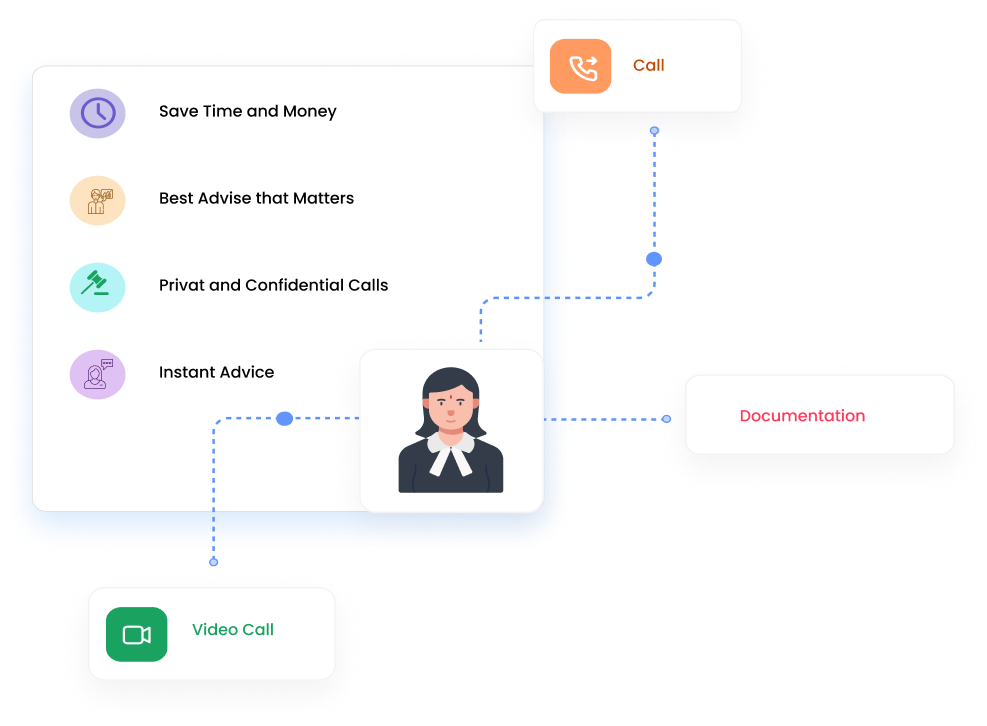 Call
Save Time and Money
Best Advise that Matters
Privat and Confidential Calls
Instant Advice
Documentation
Video Call